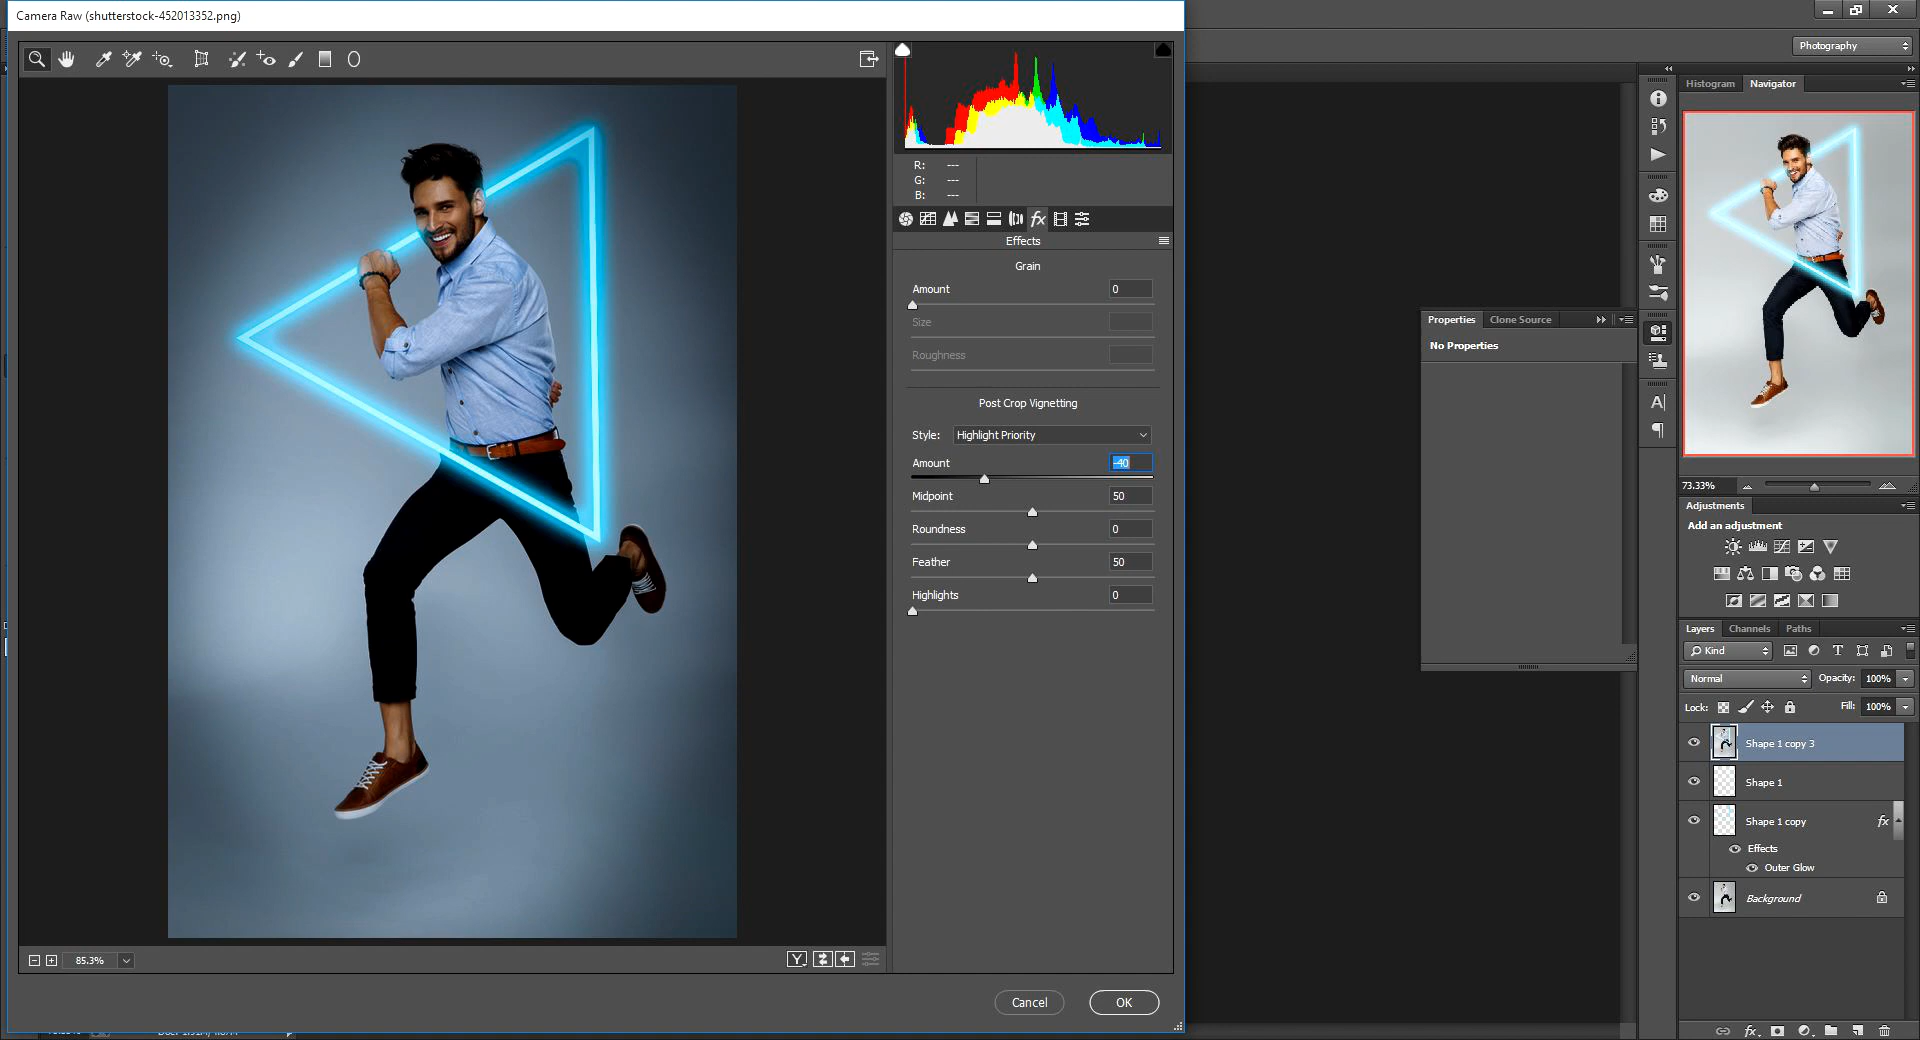 Camera Raw (shutterstock-452013352.png)
Photography
Histogram
Navigator
R: ---
G: ---
B: ---
fx
Effects
Grain
Amount 0
Size
Roughness
Post Crop Vignetting
Style: Highlight Priority
Amount -40
Midpoint 50
Roundness 0
Feather 50
Highlights 0
85.3%
Y
Cancel
OK
Properties
Clone Source
No Properties
A
73.33%
Adjustments
Add an adjustment
Layers
Channels
Paths
Kind
T
Normal
Opacity: 100%
Lock:
Fill: 100%
Shape 1 copy 3
Shape 1
Shape 1 copy
fx
Effects
Outer Glow
Background
fx